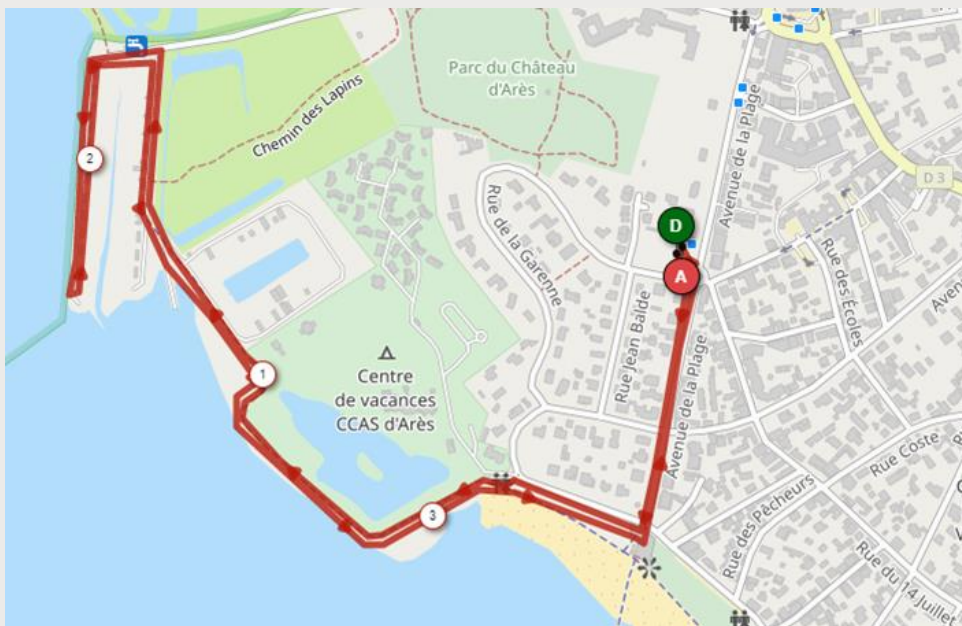 Parc du Château
d'Arès
Chemin des Lapins
Avenue de la Plage
D 3
2
D
Rue de la Garenne
A
Rue des Écoles
Rue Jean Balde
Avenue de la Plage
Centre
de vacances
CCAS d'Arès
1
Rue Coste
3
Rue des Pêcheurs
Rue du 14 Juillet